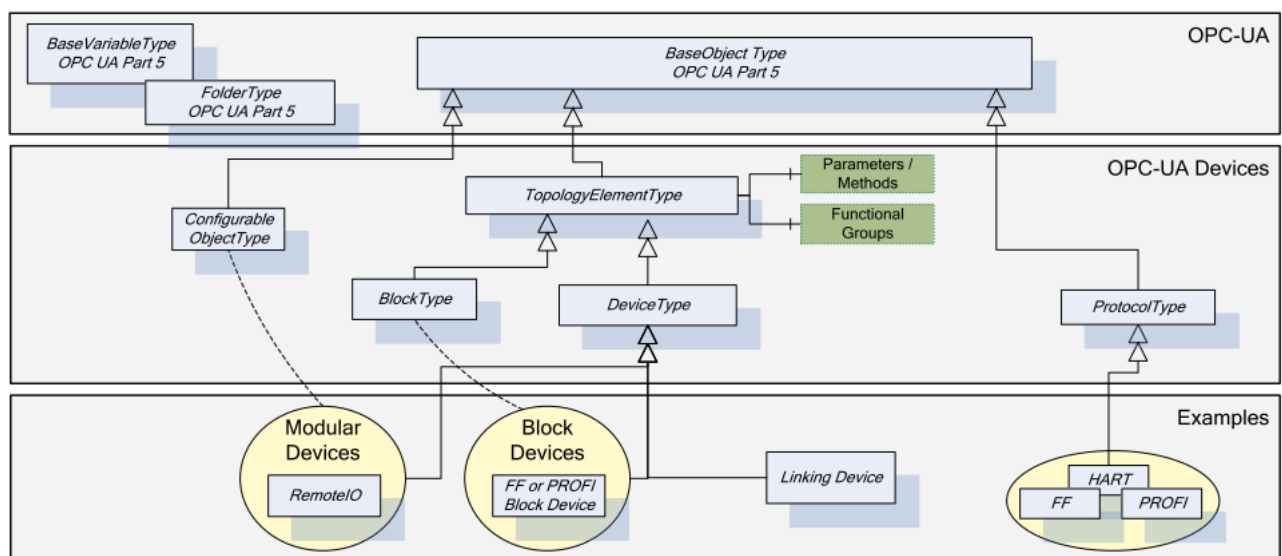 OPC-UA
BaseVariableType
OPC UA Part 5
FolderType
OPC UA Part 5
BaseObject Type
OPC UA Part 5
OPC-UA Devices
Parameters /
Methods
TopologyElementType
Functional
Groups
Configurable
ObjectType
BlockType
DeviceType
ProtocolType
Examples
Modular
Devices
RemoteIO
Block
Devices
FF or PROFI
Block Device
Linking Device
HART
FF
PROFI